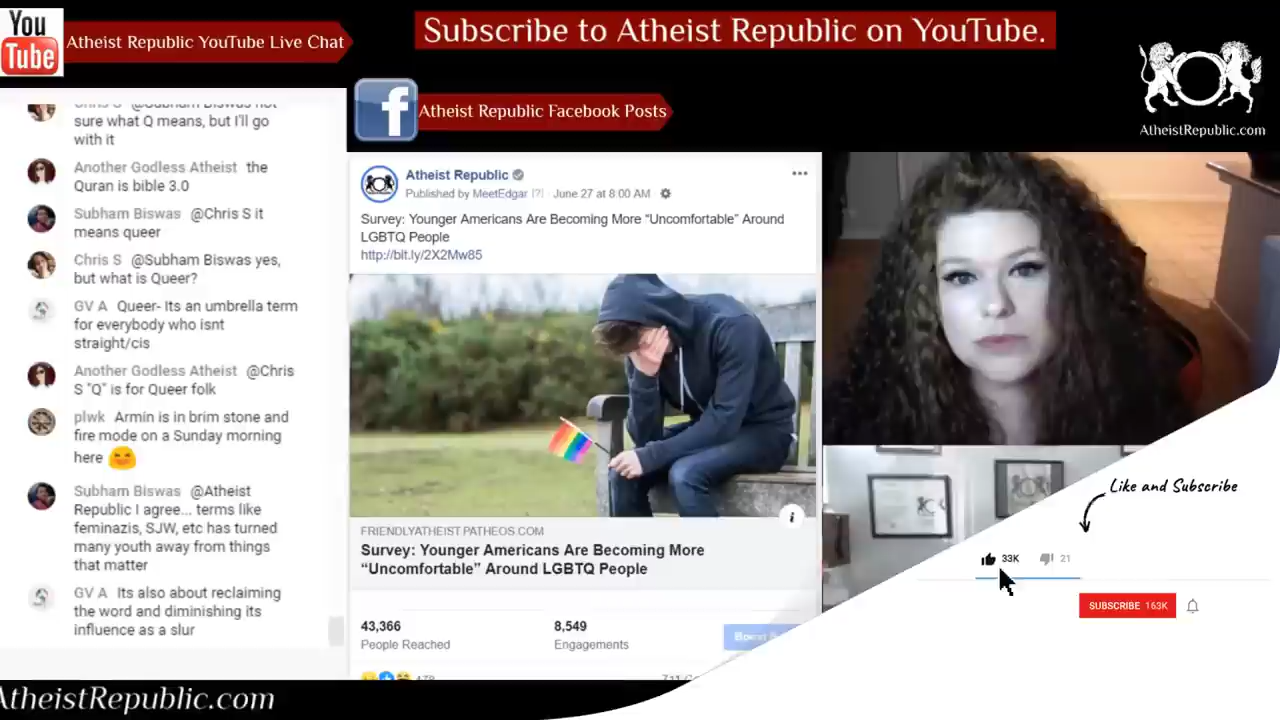 You
Tube
Atheist Republic YouTube Live Chat
Subscribe to Atheist Republic on YouTube.
AtheistRepublic.com
f
Atheist Republic Facebook Posts
Chris S @Subham Biswas not
sure what Q means, but I'll go
with it
Another Godless Atheist the
Quran is bible 3.0
Subham Biswas @Chris S it
means queer
Chris S @Subham Biswas yes,
but what is Queer?
GV A Queer- Its an umbrella term
for everybody who isnt
straight/cis
Another Godless Atheist @Chris
S "Q" is for Queer folk
plwk Armin is in brim stone and
fire mode on a Sunday morning
here
Subham Biswas @Atheist
Republic I agree... terms like
feminazis, SJW, etc has turned
many youth away from things
that matter
GV A Its also about reclaiming
the word and diminishing its
influence as a slur
Atheist Republic
Published by MeetEdgar [?] · June 27 at 8:00 AM ·
Survey: Younger Americans Are Becoming More “Uncomfortable” Around
LGBTQ People
http://bit.ly/2X2Mw85
i
FRIENDLYATHEIST.PATHEOS.COM
Survey: Younger Americans Are Becoming More
“Uncomfortable” Around LGBTQ People
43,366
People Reached
8,549
Engagements
Like and Subscribe
33K
21
SUBSCRIBE 163K
AtheistRepublic.com